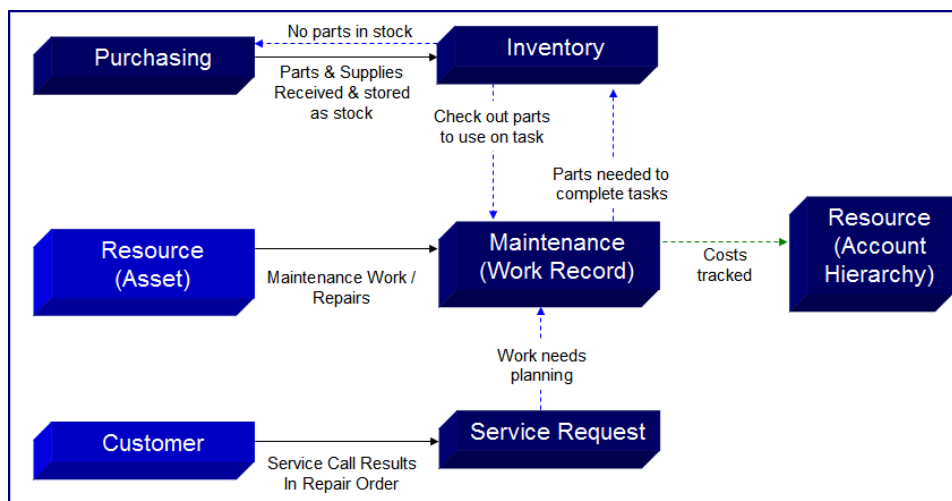 No parts in stock
Purchasing
Inventory
Parts & Supplies
Received & stored
as stock
Check out parts
to use on task
Parts needed to
complete tasks
Resource
(Asset)
Maintenance Work /
Repairs
Maintenance
(Work Record)
Costs
tracked
Resource
(Account
Hierarchy)
Work needs
planning
Customer
Service Call Results
In Repair Order
Service Request